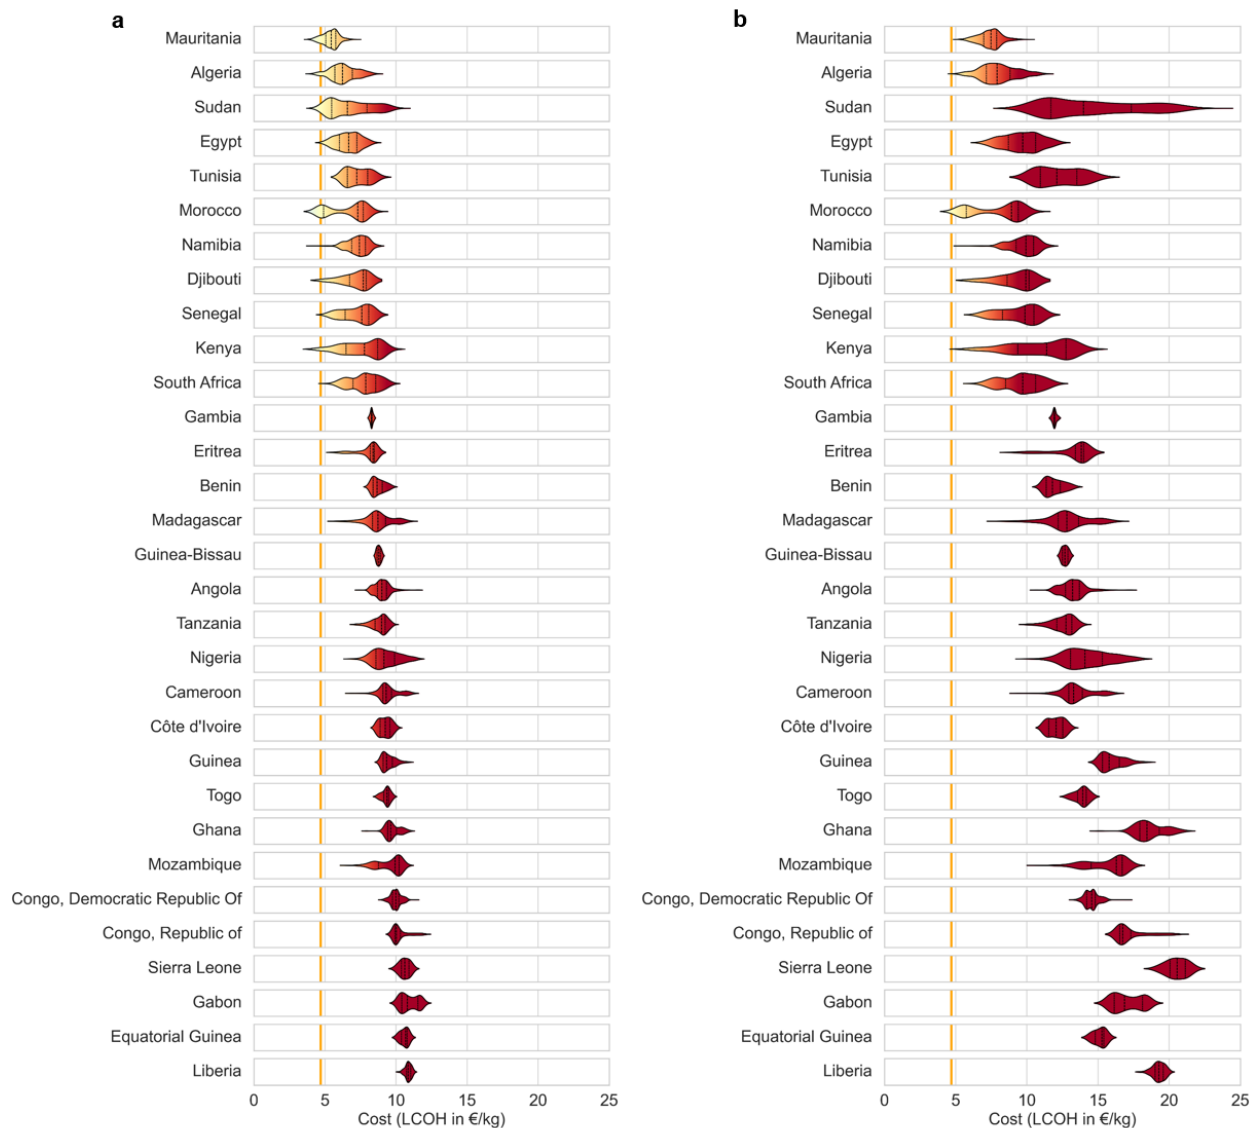 a
b
Mauritania
Mauritania
Algeria
Algeria
Sudan
Sudan
Egypt
Egypt
Tunisia
Tunisia
Morocco
Morocco
Namibia
Namibia
Djibouti
Djibouti
Senegal
Senegal
Kenya
Kenya
South Africa
South Africa
Gambia
Gambia
Eritrea
Eritrea
Benin
Benin
Madagascar
Madagascar
Guinea-Bissau
Guinea-Bissau
Angola
Angola
Tanzania
Tanzania
Nigeria
Nigeria
Cameroon
Cameroon
Côte d'Ivoire
Côte d'Ivoire
Guinea
Guinea
Togo
Togo
Ghana
Ghana
Mozambique
Mozambique
Congo, Democratic Republic Of
Congo, Democratic Republic Of
Congo, Republic of
Congo, Republic of
Sierra Leone
Sierra Leone
Gabon
Gabon
Equatorial Guinea
Equatorial Guinea
Liberia
Liberia
0 5 10 15 20 25
0 5 10 15 20 25
Cost (LCOH in €/kg)
Cost (LCOH in €/kg)